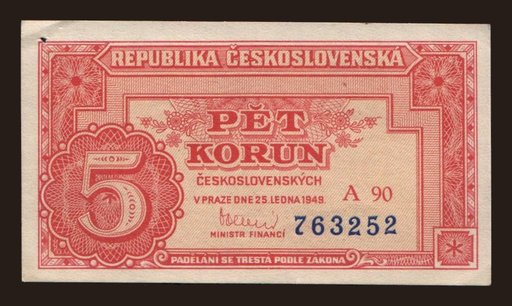 REPUBLIKA ČESKOSLOVENSKÁ
PĚT
KORUN
5
ČESKOSLOVENSKÝCH
A 90
V PRAZE DNE 25. LEDNA 1949.
763252
MINISTR FINANCÍ
PADĚLÁNÍ SE TRESTÁ PODLE ZÁKONA